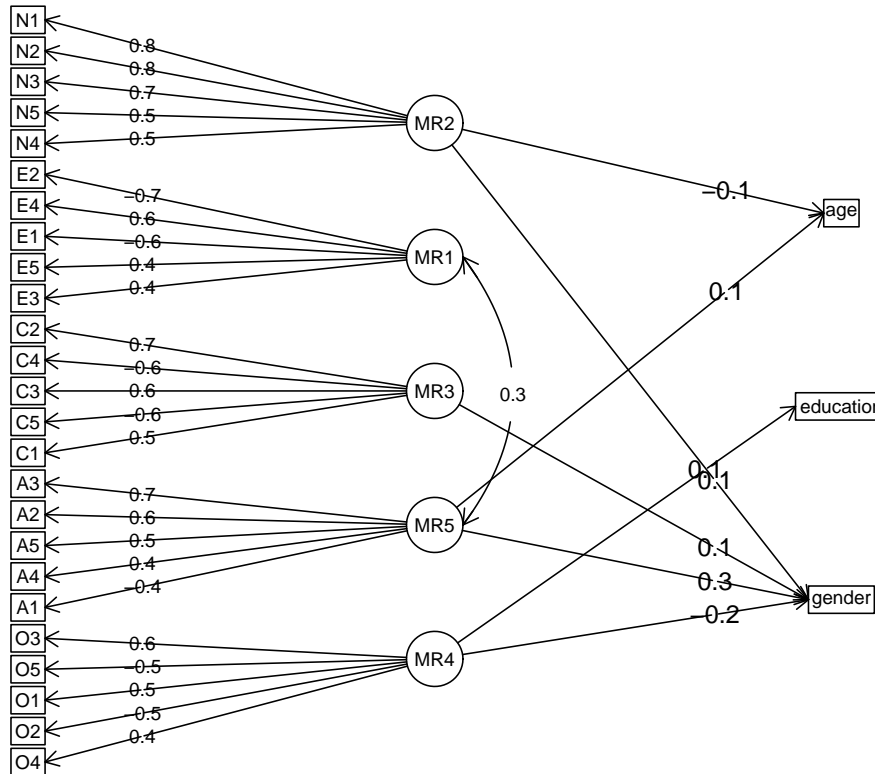 N1
N2
N3
N5
N4
E2
E4
E1
E5
E3
C2
C4
C3
C5
C1
A3
A2
A5
A4
A1
O3
O5
O1
O2
O4
0.8
0.8
0.7
0.5
0.5
−0.7
0.6
−0.6
0.4
0.4
0.7
−0.6
0.6
−0.6
0.5
0.7
0.6
0.5
0.4
−0.4
0.6
−0.5
0.5
−0.5
0.4
MR2
MR1
MR3
MR5
MR4
0.3
−0.1
0.1
0.1
0.1
0.1
0.3
−0.2
age
education
gender